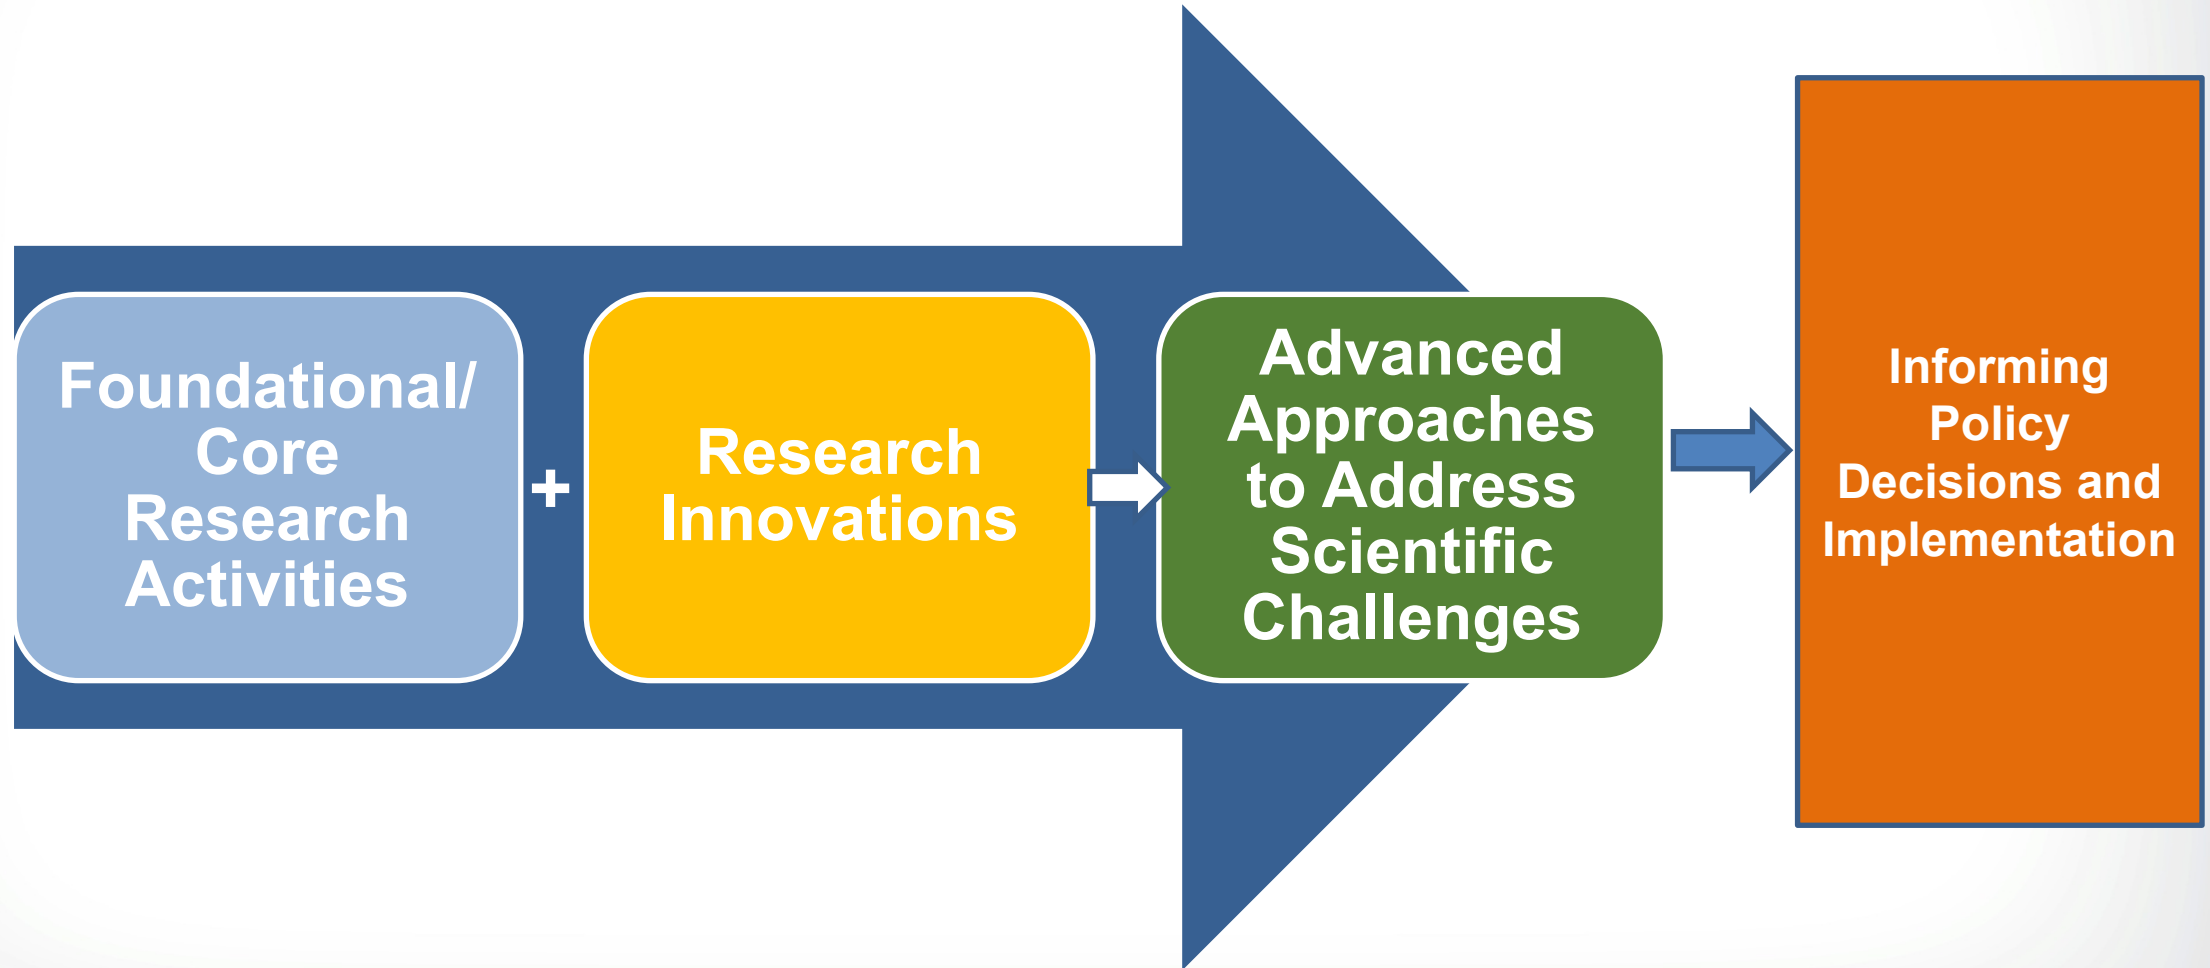 Foundational/
Core
Research
Activities
+
Research
Innovations
Advanced
Approaches
to Address
Scientific
Challenges
Informing
Policy
Decisions and
Implementation